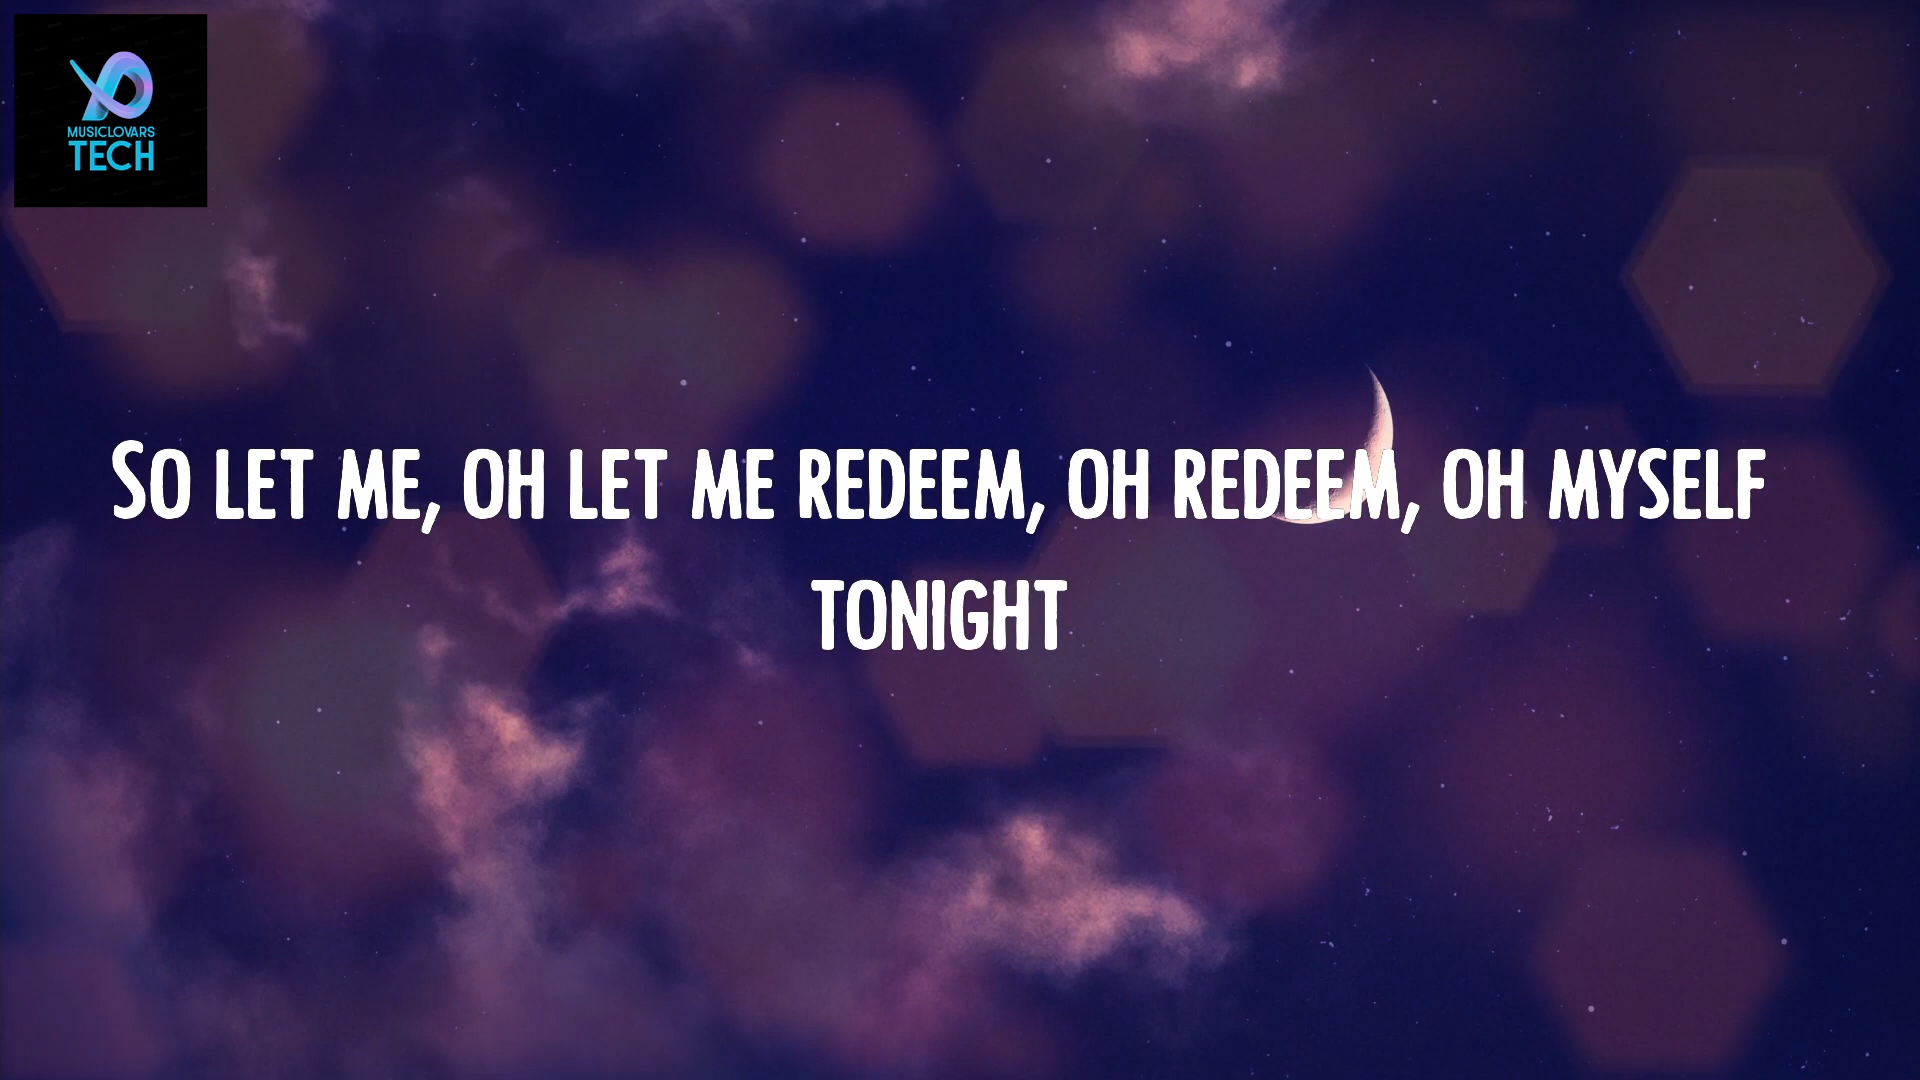 MUSICLOVARS
TECH
SO LET ME, OH LET ME REDEEM, OH REDEEM, OH MYSELF
TONIGHT